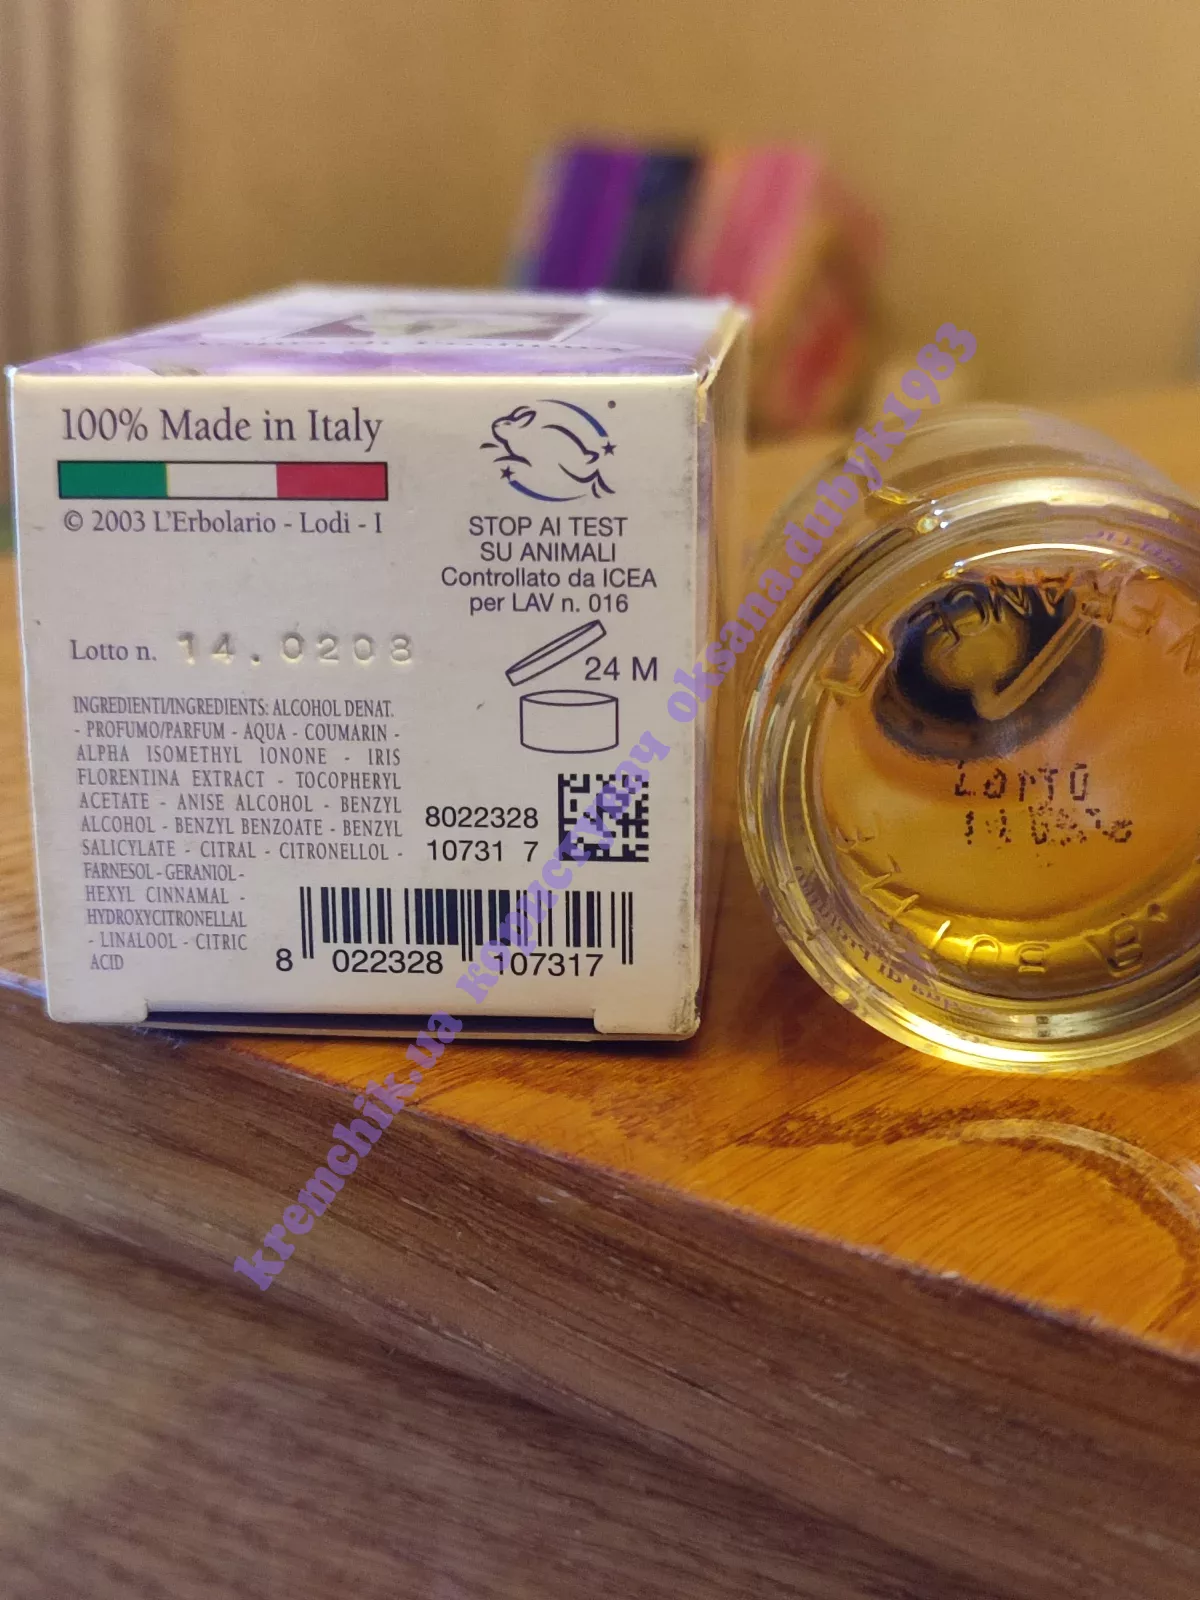 100% Made in Italy
© 2003 L'Erbolario - Lodi - I
STOP AI TEST
SU ANIMALI
Controllato da ICEA
per LAV n. 016
Lotto n. 14.0208
24 M
INGREDIENTI/INGREDIENTS: ALCOHOL DENAT.
- PROFUMO/PARFUM - AQUA - COUMARIN -
ALPHA ISOMETHYL IONONE - IRIS
FLORENTINA EXTRACT - TOCOPHERYL
ACETATE - ANISE ALCOHOL - BENZYL
ALCOHOL - BENZYL BENZOATE - BENZYL
SALICYLATE - CITRAL - CITRONELLOL -
FARNESOL - GERANIOL -
HEXYL CINNAMAL -
HYDROXYCITRONELLAL
- LINALOOL - CITRIC
ACID
8022328
10731 7
8 022328 107317
FRANCE
Lotto
kremchik.ua користувач oksana.dubyk1983